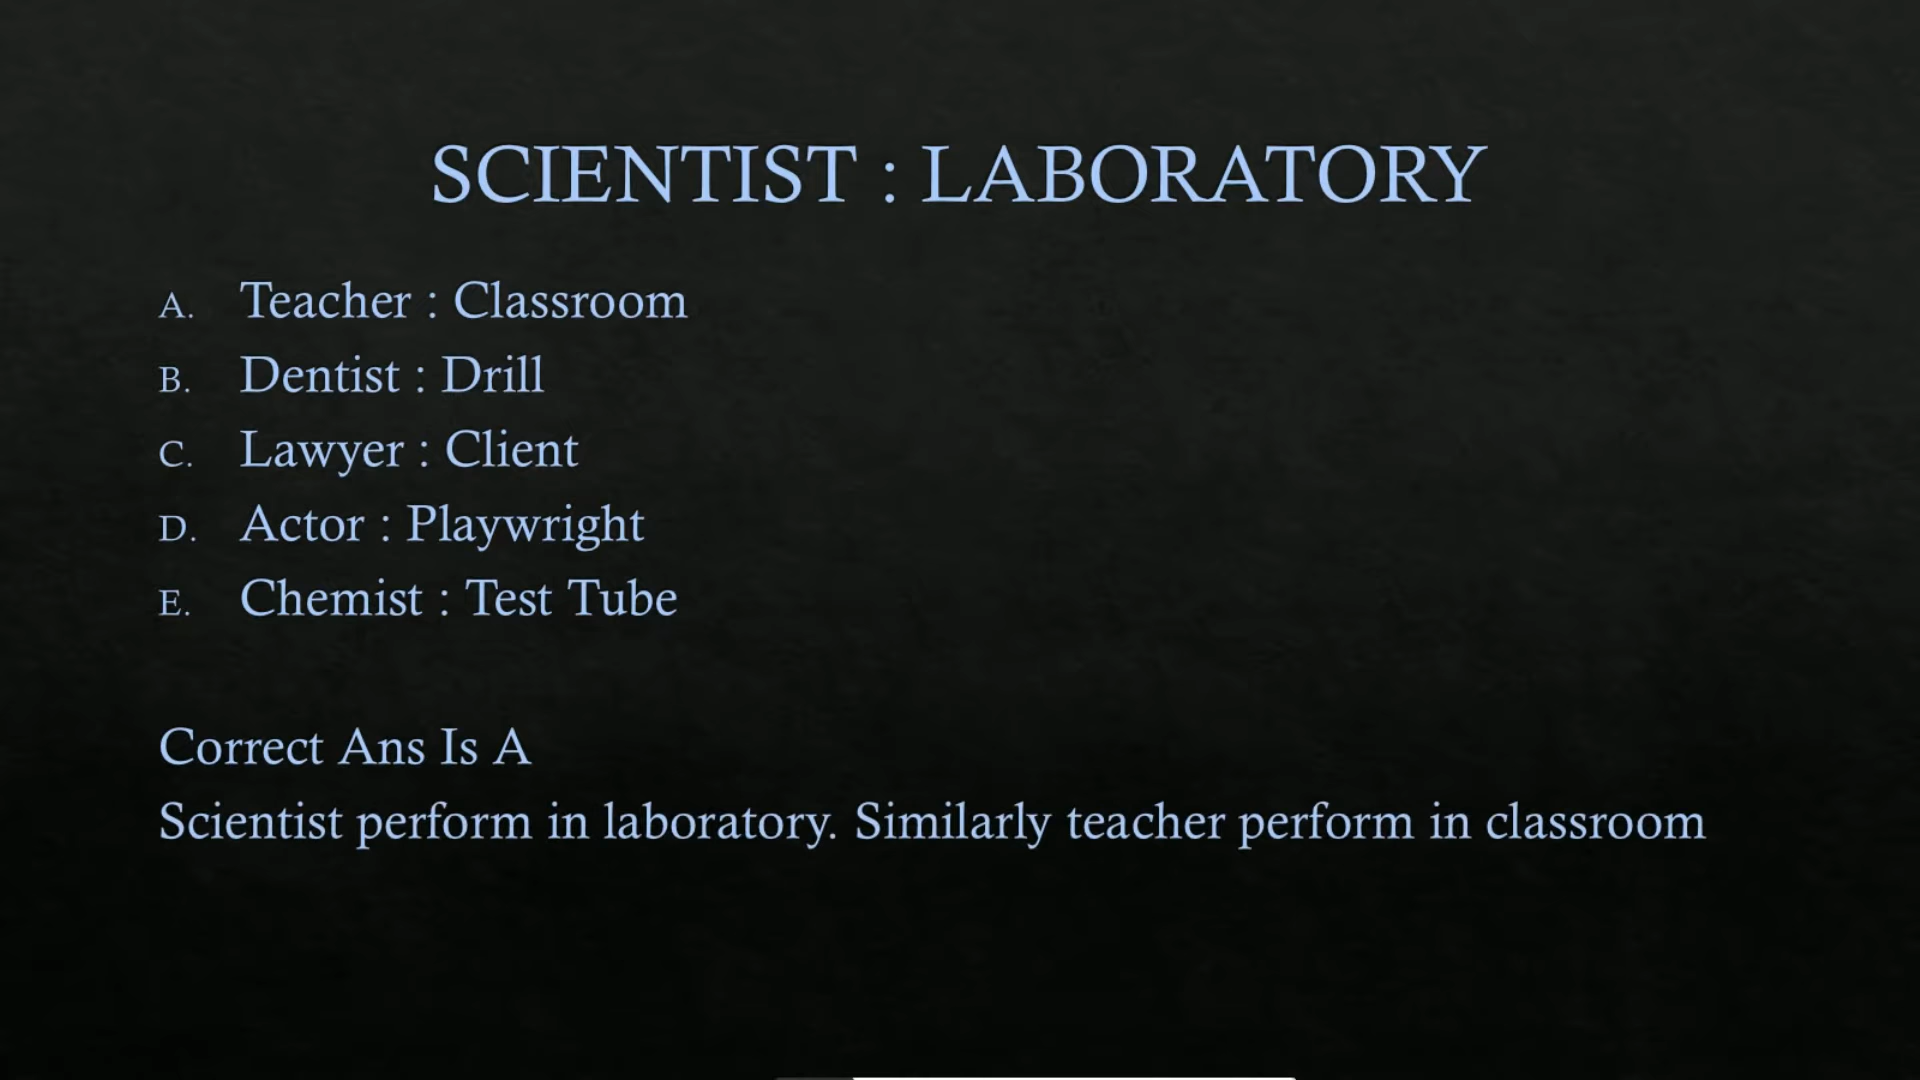 SCIENTIST : LABORATORY
A. Teacher : Classroom
B. Dentist : Drill
C. Lawyer : Client
D. Actor : Playwright
E. Chemist : Test Tube
Correct Ans Is A
Scientist perform in laboratory. Similarly teacher perform in classroom